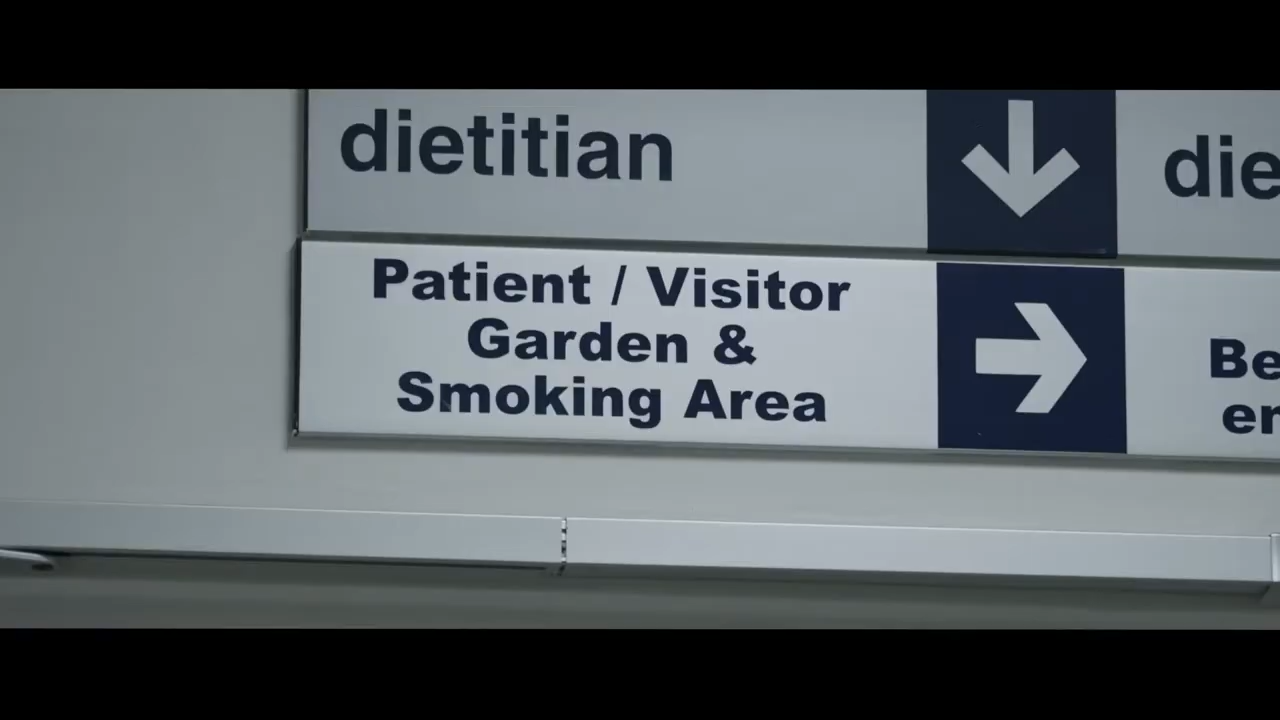 dietitian
Patient / Visitor
Garden &
Smoking Area